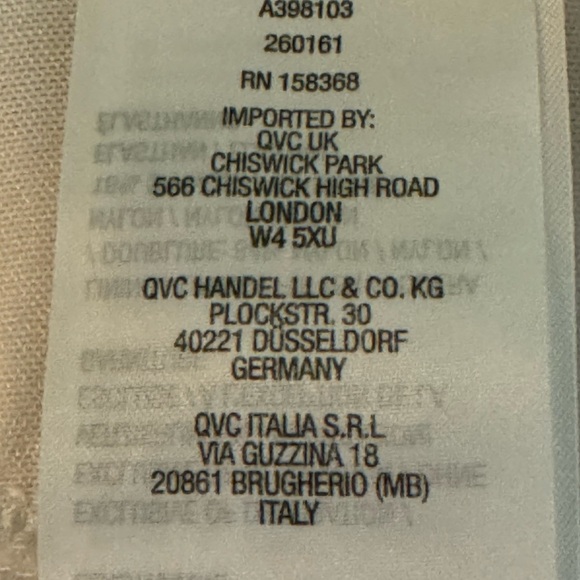 A398103
260161
RN 158368
IMPORTED BY:
QVC UK
CHISWICK PARK
566 CHISWICK HIGH ROAD
LONDON
W4 5XU
QVC HANDEL LLC & CO. KG
PLOCKSTR. 30
40221 DÜSSELDORF
GERMANY
QVC ITALIA S.R.L
VIA GUZZINA 18
20861 BRUGHERIO (MB)
ITALY